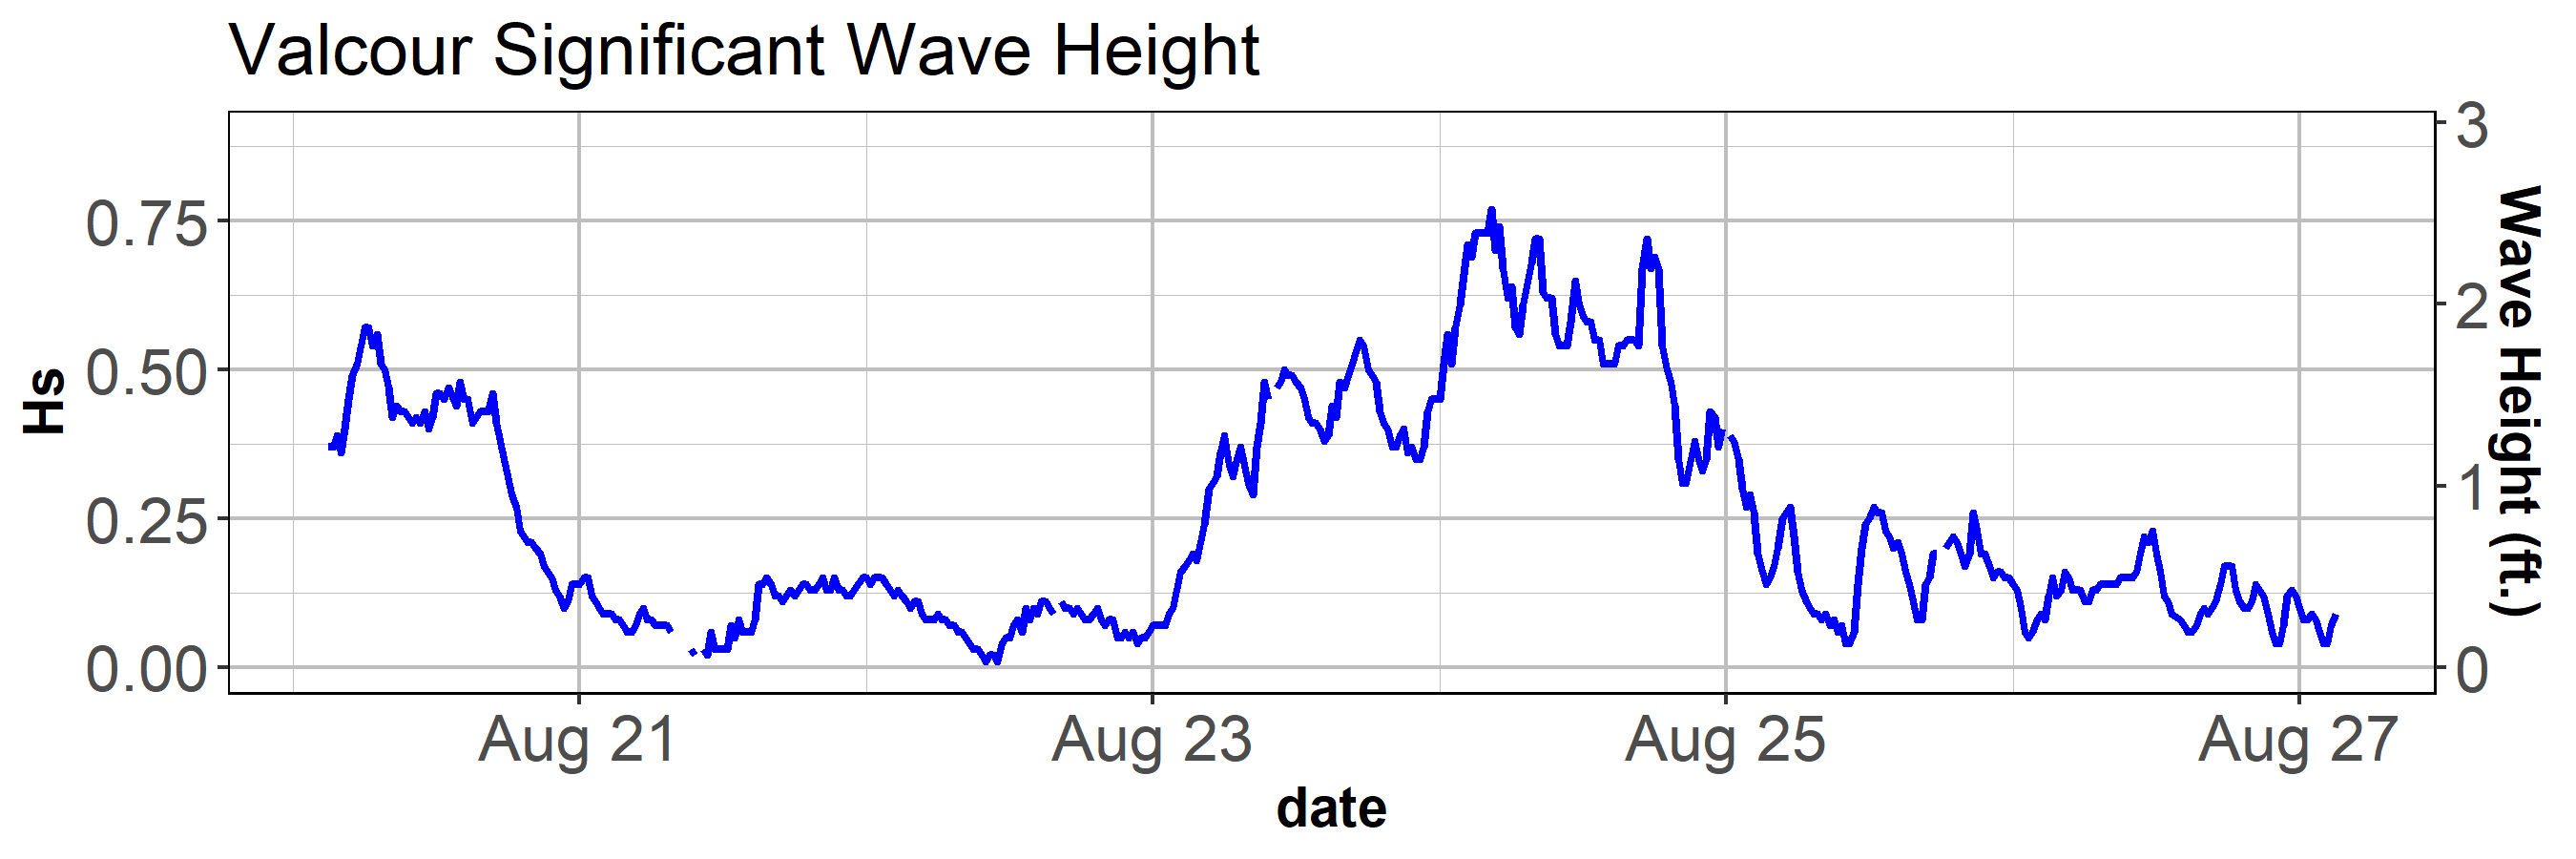 Valcour Significant Wave Height
Hs
0.75
0.50
0.25
0.00
3
2
1
0
Wave Height (ft.)
Aug 21 Aug 23 Aug 25 Aug 27
date